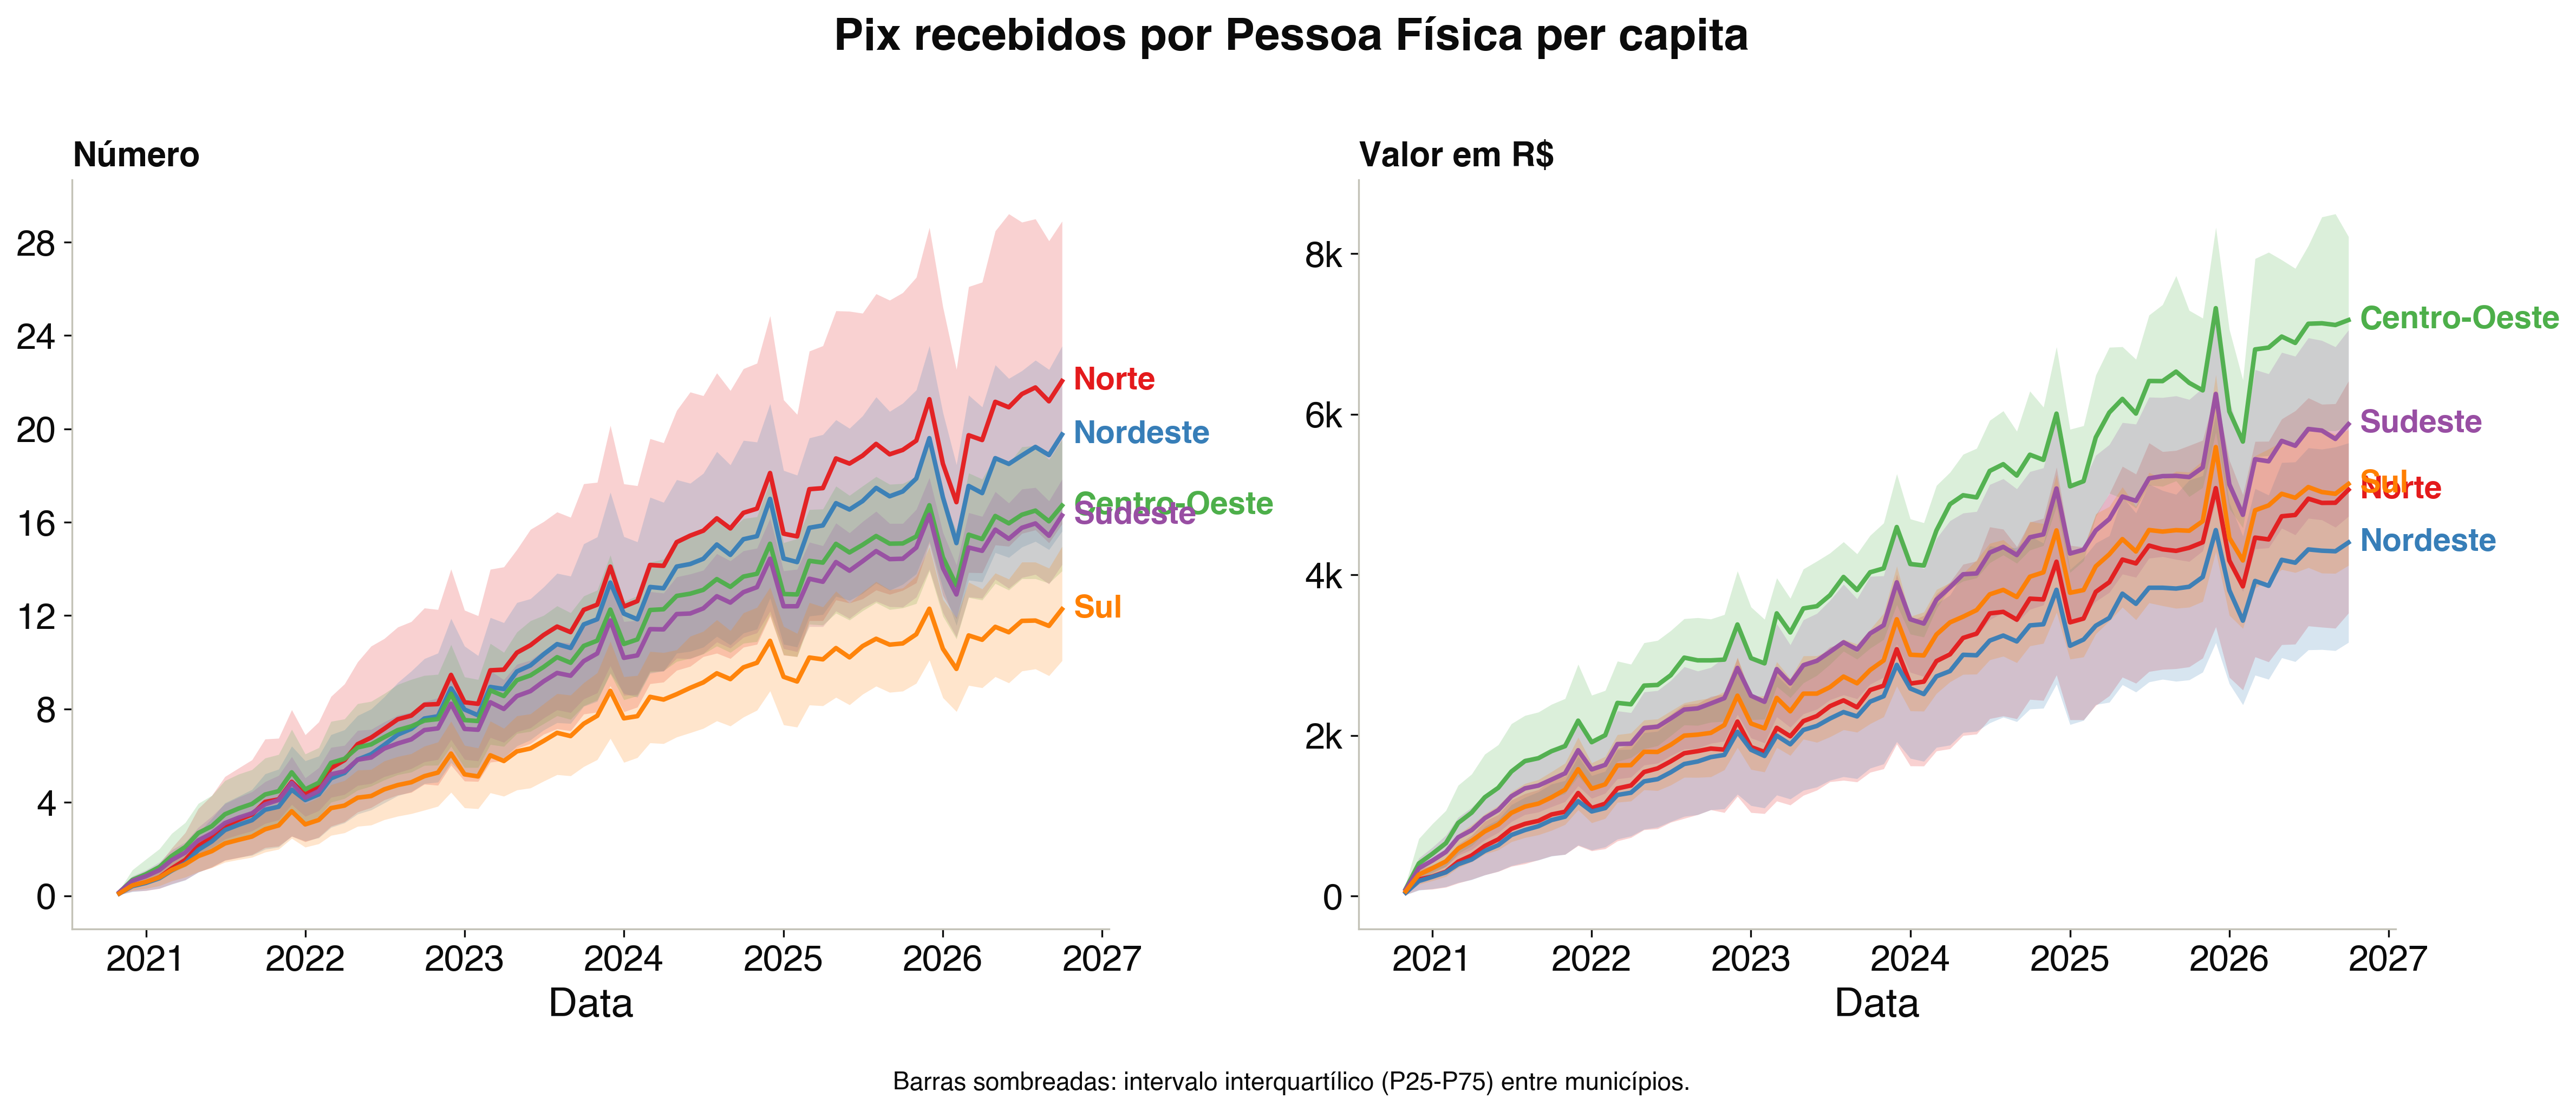 Pix recebidos por Pessoa Física per capita
Número
28
24
20
16
12
8
4
0
Norte
Nordeste
Centro-Oeste
Sudeste
Sul
2021 2022 2023 2024 2025 2026 2027
Data
Valor em R$
8k
6k
4k
2k
0
Centro-Oeste
Sudeste
Sul
Norte
Nordeste
2021 2022 2023 2024 2025 2026 2027
Data
Barras sombreadas: intervalo interquartílico (P25-P75) entre municípios.